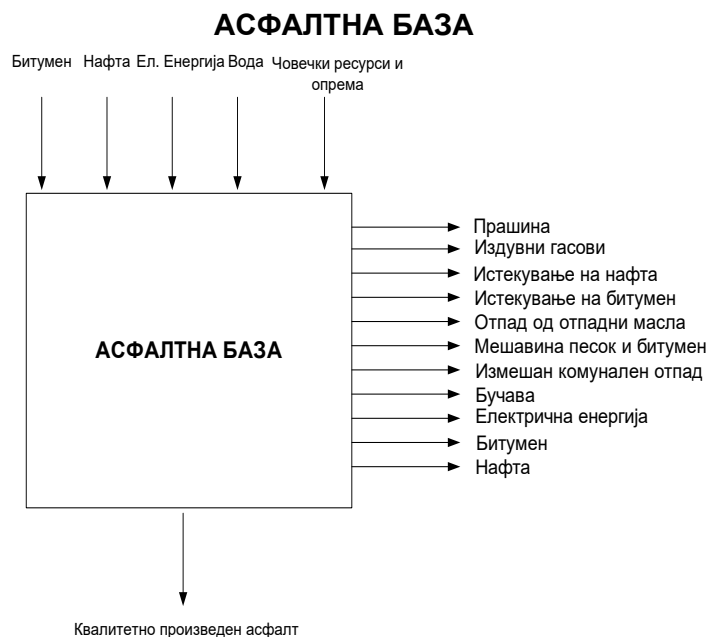 АСФАЛТНА БАЗА
Битумен Нафта Ел. Енергија Вода Човечки ресурси и
опрема
Прашина
Издувни гасови
Истекување на нафта
Истекување на битумен
Отпад од отпадни масла
АСФАЛТНА БАЗА
Мешавина песок и битумен
Измешан комунален отпад
Бучава
Електрична енергија
Битумен
Нафта
Квалитетно произведен асфалт